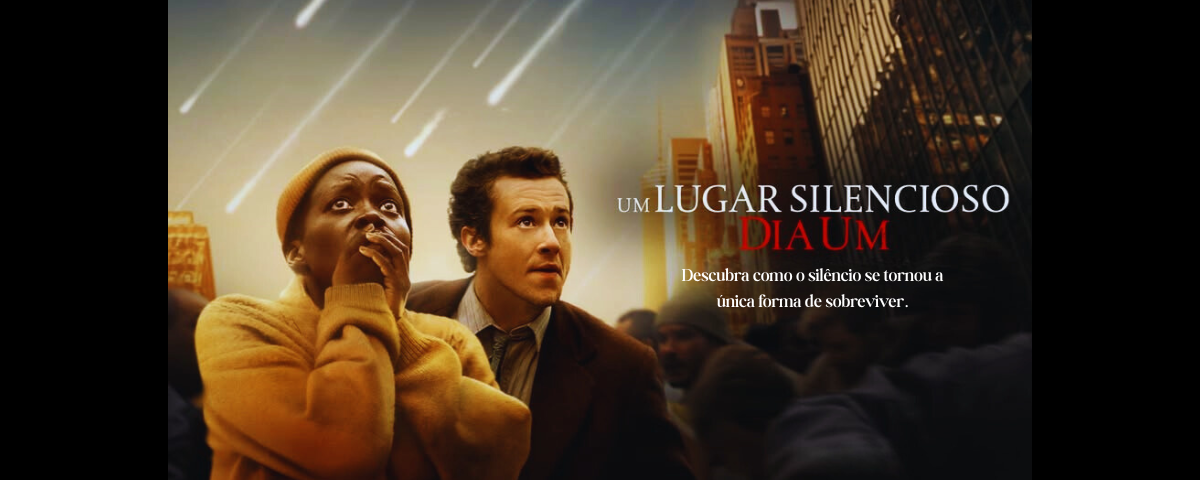 UM LUGAR SILENCIOSO
DIA UM
Descubra como o silêncio se tornou a
única forma de sobreviver.